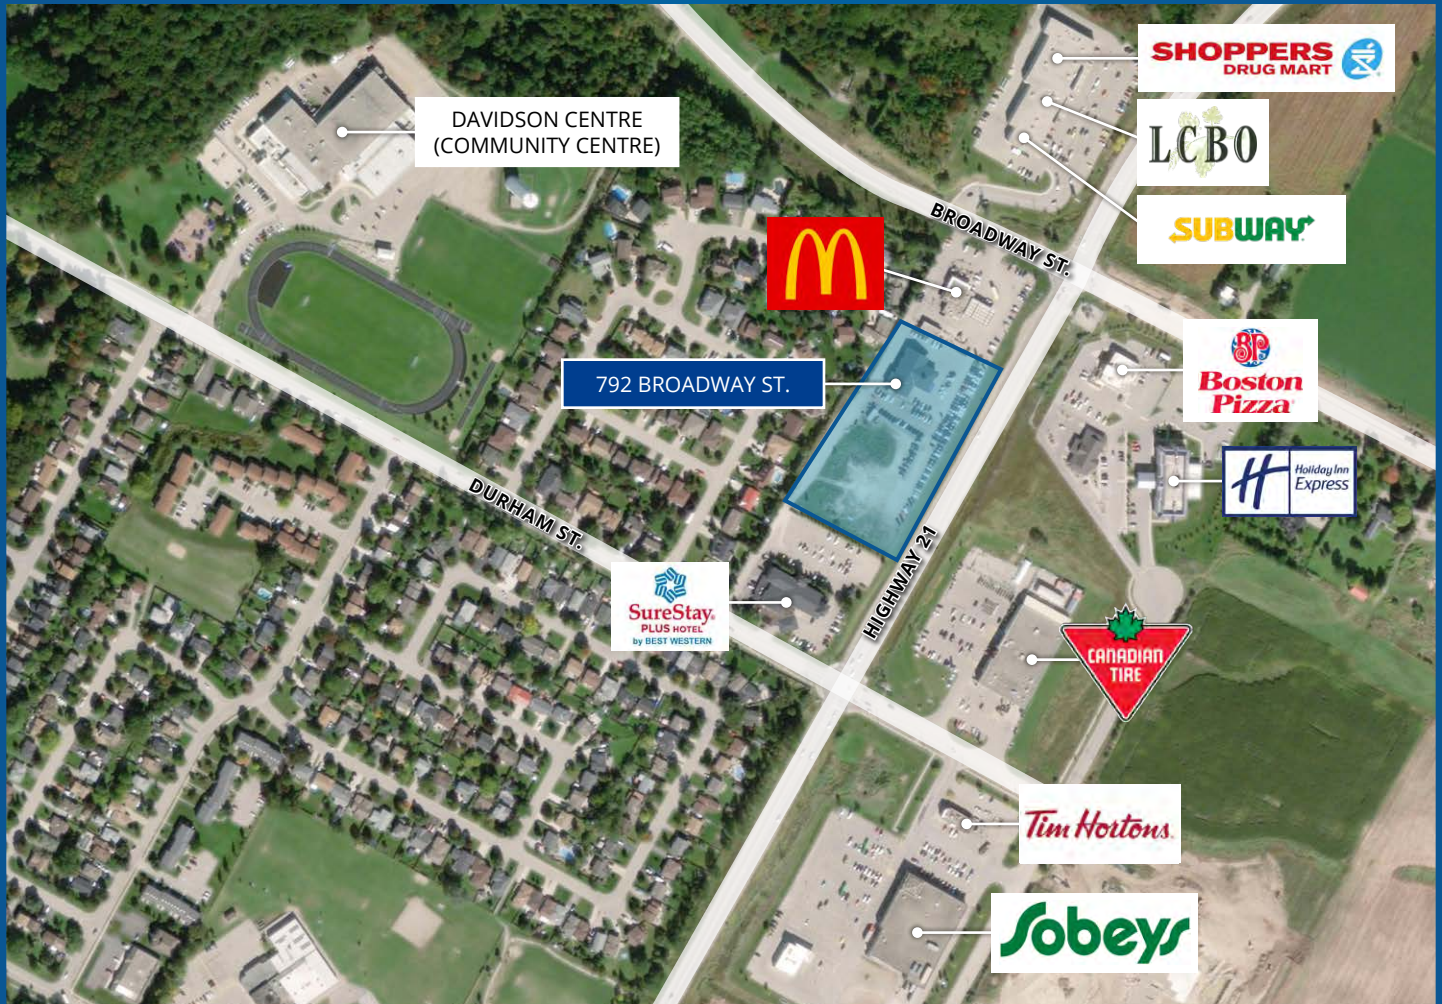 SHOPPERS
DRUG MART
DAVIDSON CENTRE
(COMMUNITY CENTRE)
LCBO
SUBWAY
BROADWAY ST.
BP
Boston
Pizza
792 BROADWAY ST.
H
Holiday Inn
Express
DURHAM ST.
HIGHWAY 21
SureStay
PLUS HOTEL
by BEST WESTERN
CANADIAN
TIRE
Tim Hortons
Sobeys